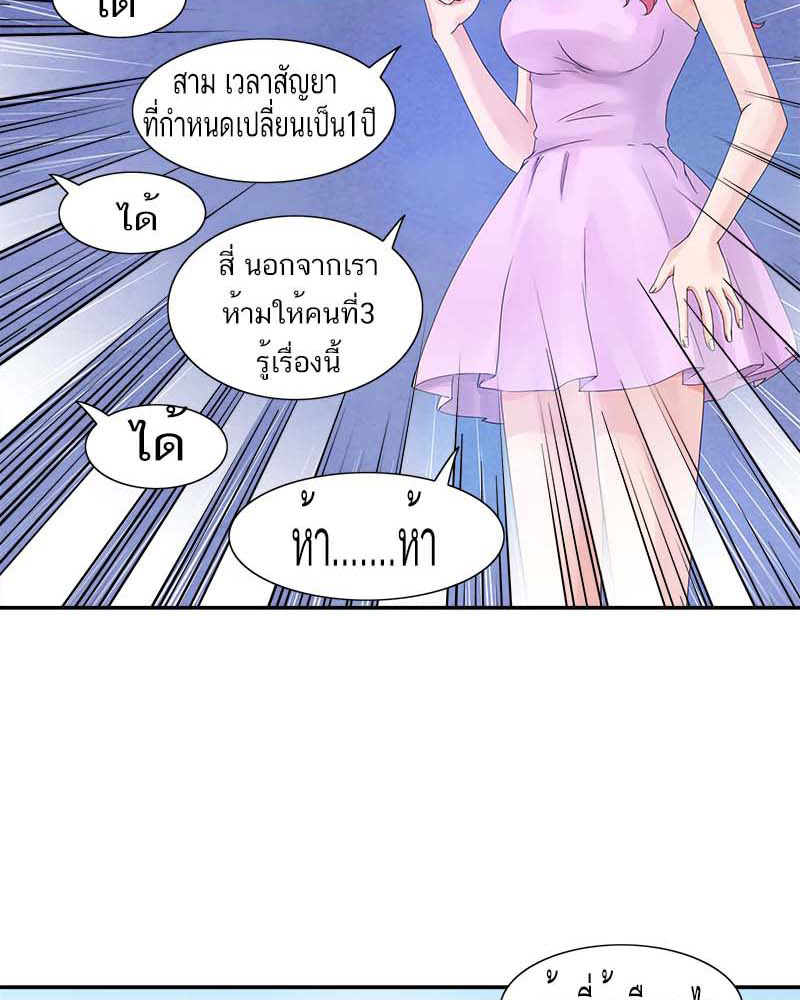 ได้
สาม เวลาสัญยา
ที่กำหนดเปลี่ยนเป็น1ปี
ได้
สี่ นอกจากเรา
ห้ามให้คนที่3
รู้เรื่องนี้
ได้
ห้า.......ห้า